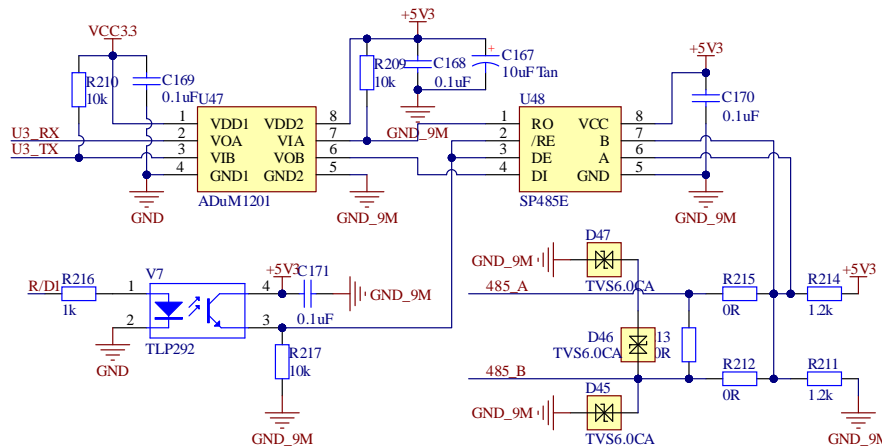 VCC3.3
+5V3
R210
10k
C169
0.1uF
U47
R209
10k
C168
0.1uF
C167
10uF Tan
U48
+5V3
C170
0.1uF
U3_RX
U3_TX
1 VDD1 VDD2 8
2 VOA VIA 7
3 VIB VOB 6
4 GND1 GND2 5
ADuM1201
GND
GND_9M
GND_9M
1 RO VCC 8
2 /RE B 7
3 DE A 6
4 DI GND 5
SP485E
GND_9M
R/D1
R216
1k
V7
1
2
4
3
TLP292
GND
+5V3
C171
0.1uF
GND_9M
R217
10k
GND_9M
D47
GND_9M
TVS6.0CA
485_A
R215
0R
R214
1.2k
+5V3
D46
TVS6.0CA
13
0R
485_B
R212
0R
R211
1.2k
D45
GND_9M
TVS6.0CA
GND_9M